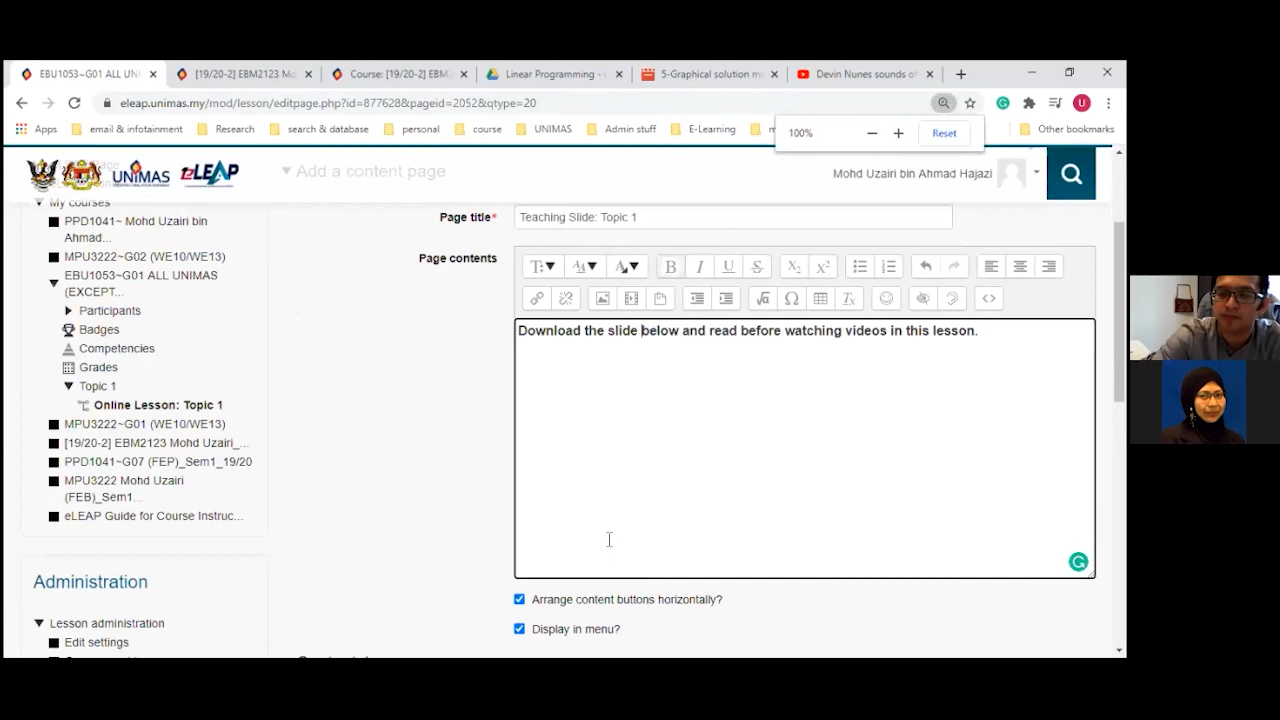 EBU1053~G01 ALL UNI
[19/20-2] EBM2123 Mo
Course: [19/20-2] EBM
Linear Programming -
5-Graphical solution m
Devin Nunes sounds of
eleap.unimas.my/mod/lesson/editpage.php?id=877628&pageid=2052&qtype=20
U
Apps
email & infotainment
Research
search & database
personal
course
UNIMAS
Admin stuff
E-Learning
Other bookmarks
100%
Reset
UNIMAS
eLEAP
Add a content page
Mohd Uzairi bin Ahmad Hajazi
My courses
PPD1041~ Mohd Uzairi bin
Ahmad...
MPU3222~G02 (WE10/WE13)
EBU1053~G01 ALL UNIMAS
(EXCEPT...
Participants
Badges
Competencies
Grades
Topic 1
Online Lesson: Topic 1
MPU3222~G01 (WE10/WE13)
[19/20-2] EBM2123 Mohd Uzairi_...
PPD1041~G07 (FEP)_Sem1_19/20
MPU3222 Mohd Uzairi
(FEB)_Sem1...
eLEAP Guide for Course Instruc...
Administration
Lesson administration
Edit settings
Page title*
Teaching Slide: Topic 1
Page contents
Download the slide below and read before watching videos in this lesson.
Arrange content buttons horizontally?
Display in menu?